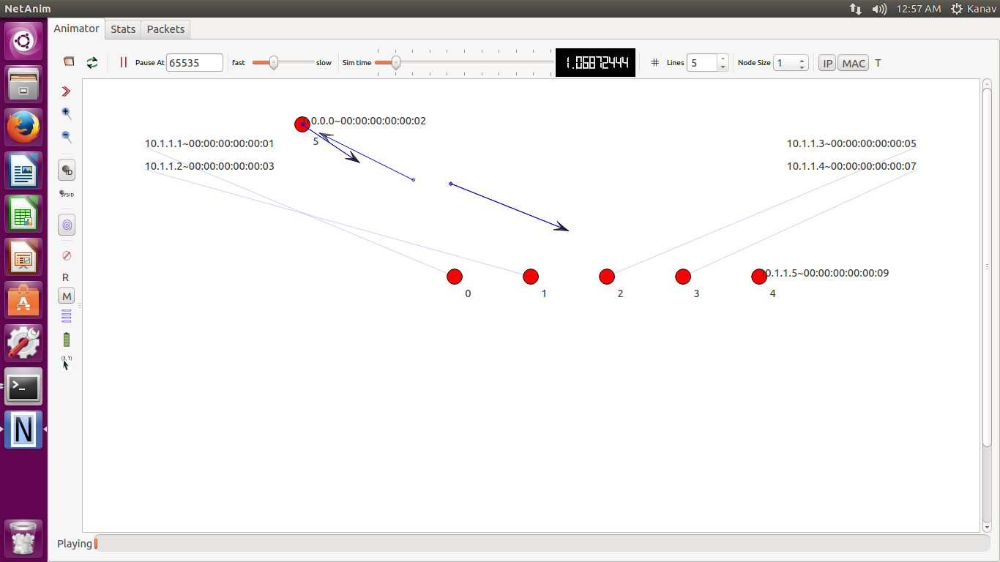 NetAnim
12:57 AM Kanav
Animator Stats Packets
Pause At 65535 fast slow Sim time 1.06872444 # Lines 5 Node Size 1 IP MAC T
ID
SYSID
R
M
(X, Y)
.0.0.0~00:00:00:00:00:02
5
10.1.1.1~00:00:00:00:00:01
10.1.1.2~00:00:00:00:00:03
10.1.1.3~00:00:00:00:00:05
10.1.1.4~00:00:00:00:00:07
10.1.1.5~00:00:00:00:00:09
0 1 2 3 4
N
Playing